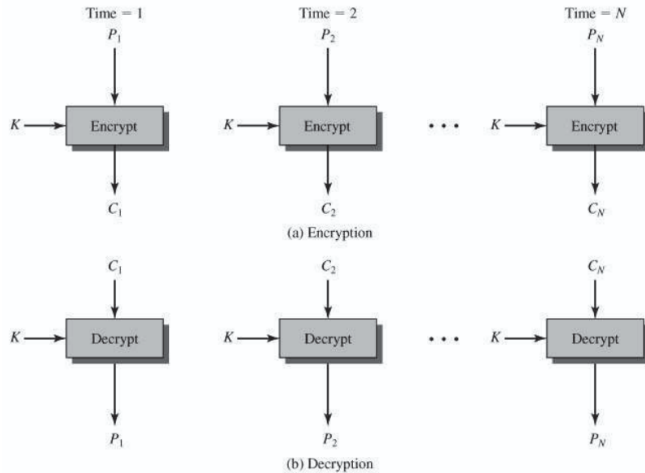 Time = 1 Time = 2 Time = N
P1 P2 PN
K Encrypt K Encrypt • • • K Encrypt
C1 C2 CN
(a) Encryption
C1 C2 CN
K Decrypt K Decrypt • • • K Decrypt
P1 P2 PN
(b) Decryption